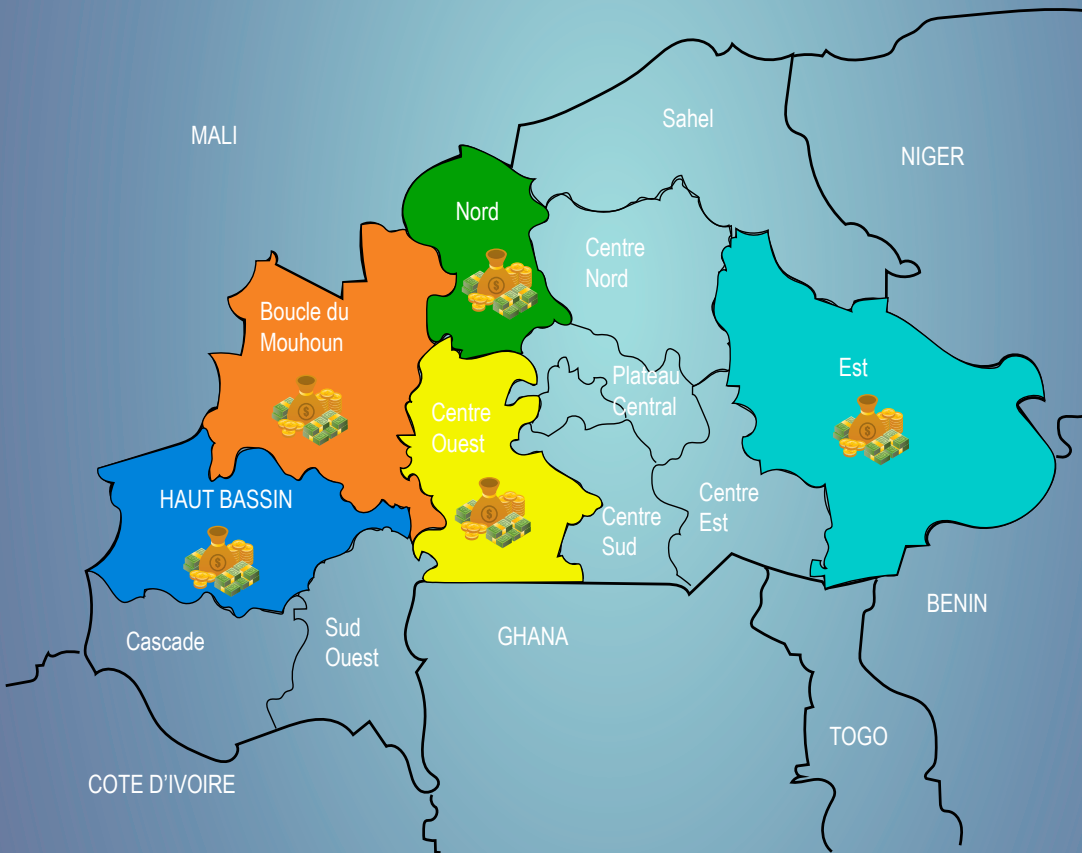 Sahel
MALI
NIGER
Nord
Centre
Nord
Boucle du
Mouhoun
Est
Plateau
Central
Centre
Ouest
HAUT BASSIN
Centre
Est
Centre
Sud
BENIN
Cascade
Sud
Ouest
GHANA
TOGO
COTE D'IVOIRE